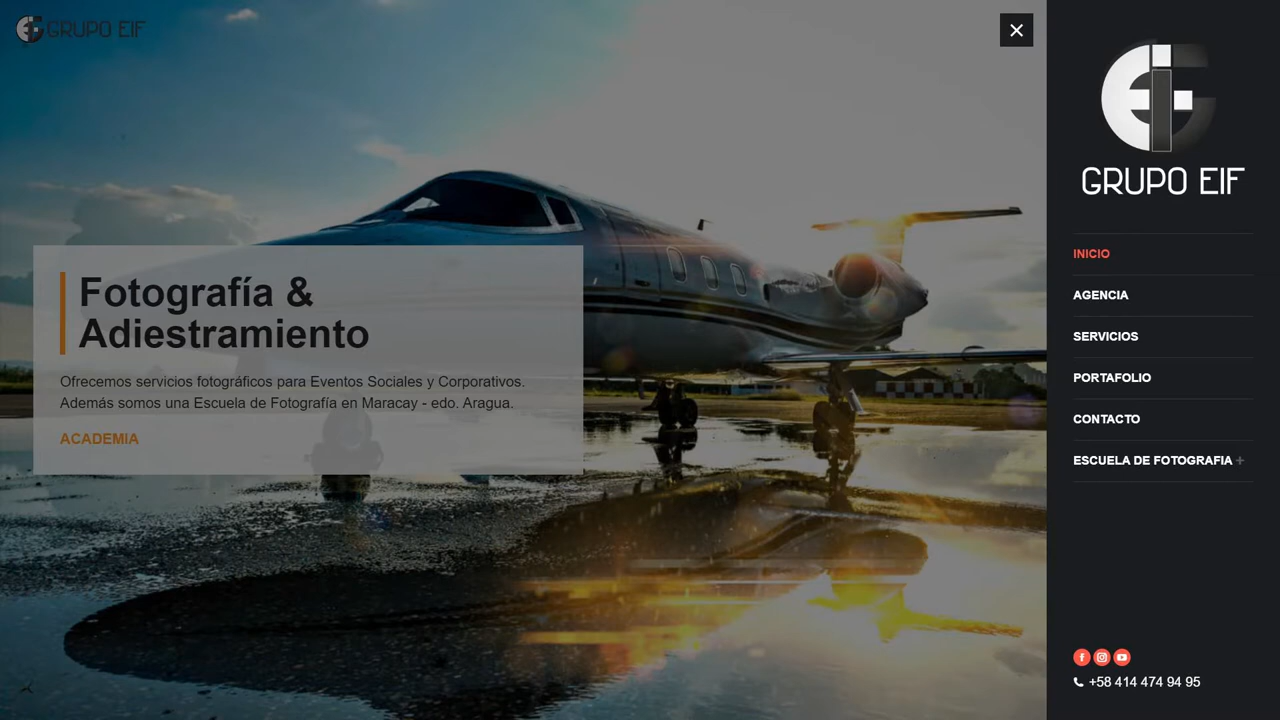 GRUPO EIF
Fotografía &
Adiestramiento
Ofrecemos servicios fotográficos para Eventos Sociales y Corporativos.
Además somos una Escuela de Fotografía en Maracay - edo. Aragua.
ACADEMIA
GRUPO EIF
INICIO
AGENCIA
SERVICIOS
PORTAFOLIO
CONTACTO
ESCUELA DE FOTOGRAFIA +
+58 414 474 94 95